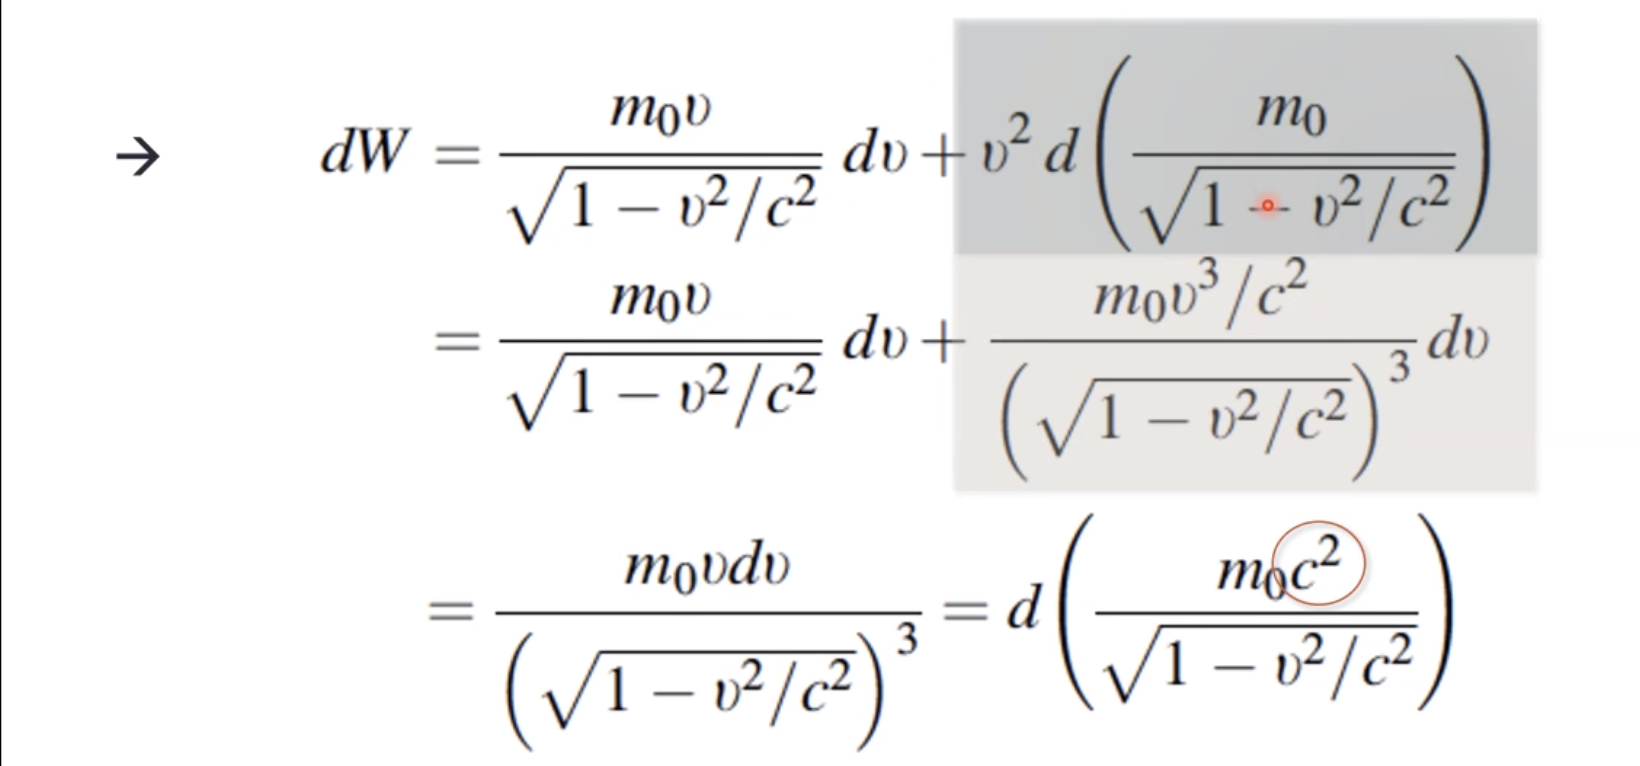 → dW = m₀υ / √(1 − υ²/c²) dυ + υ² d( m₀ / √(1 − υ²/c²) )
= m₀υ / √(1 − υ²/c²) dυ + m₀υ³/c² / (√(1 − υ²/c²))³ dυ
= m₀υdυ / (√(1 − υ²/c²))³ = d( m₀c² / √(1 − υ²/c²) )